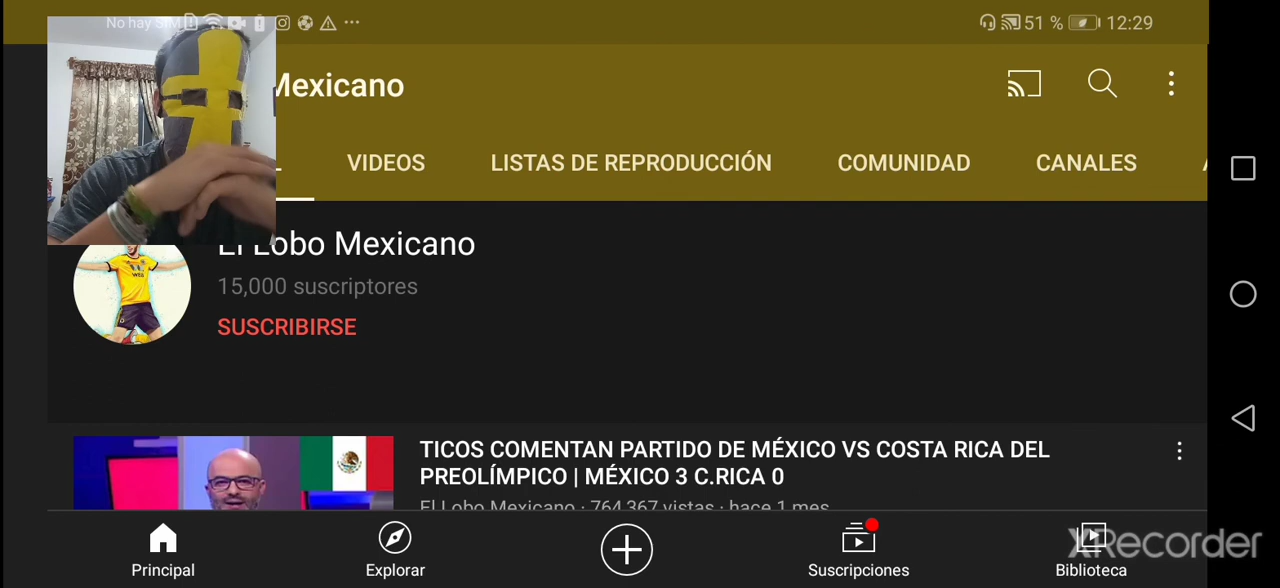 No hay SIM
51 %
12:29
Mexicano
VIDEOS
LISTAS DE REPRODUCCIÓN
COMUNIDAD
CANALES
El Lobo Mexicano
15,000 suscriptores
SUSCRIBIRSE
TICOS COMENTAN PARTIDO DE MÉXICO VS COSTA RICA DEL
PREOLÍMPICO | MÉXICO 3 C.RICA 0
El Lobo Mexicano · 764,367 vistas · hace 1 mes
Principal
Explorar
Suscripciones
Biblioteca
XRecorder